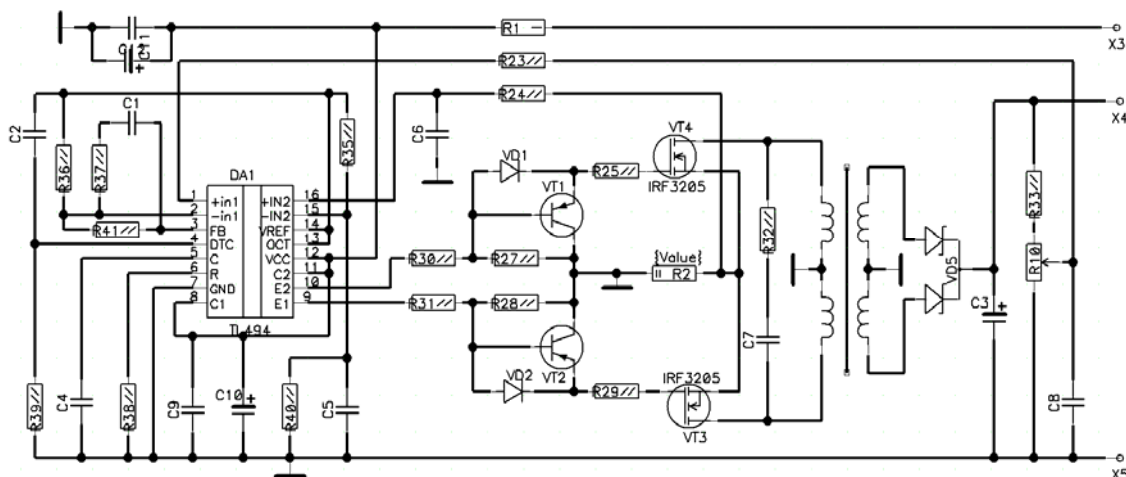 R1
X3
C11
C12
+
R23
R24
X4
C1
C2
C6
VT4
R35
R36
R37
VD1
R25
DA1
VT1
IRF3205
R33
1 +in1 +IN2 16
2 -in1 -IN2 15
3 FB VREF 14
4 DTC OCT 13
5 C VCC 12
6 R C2 11
7 GND E2 10
8 C1 E1 9
TL494
R41
R30
R27
{Value}
R2
R32
R10
VD5
R31
R28
C3
+
C7
VT2
VD2
R29
IRF3205
VT3
R39
C4
R38
C9
C10
+
R40
C5
C8
X5